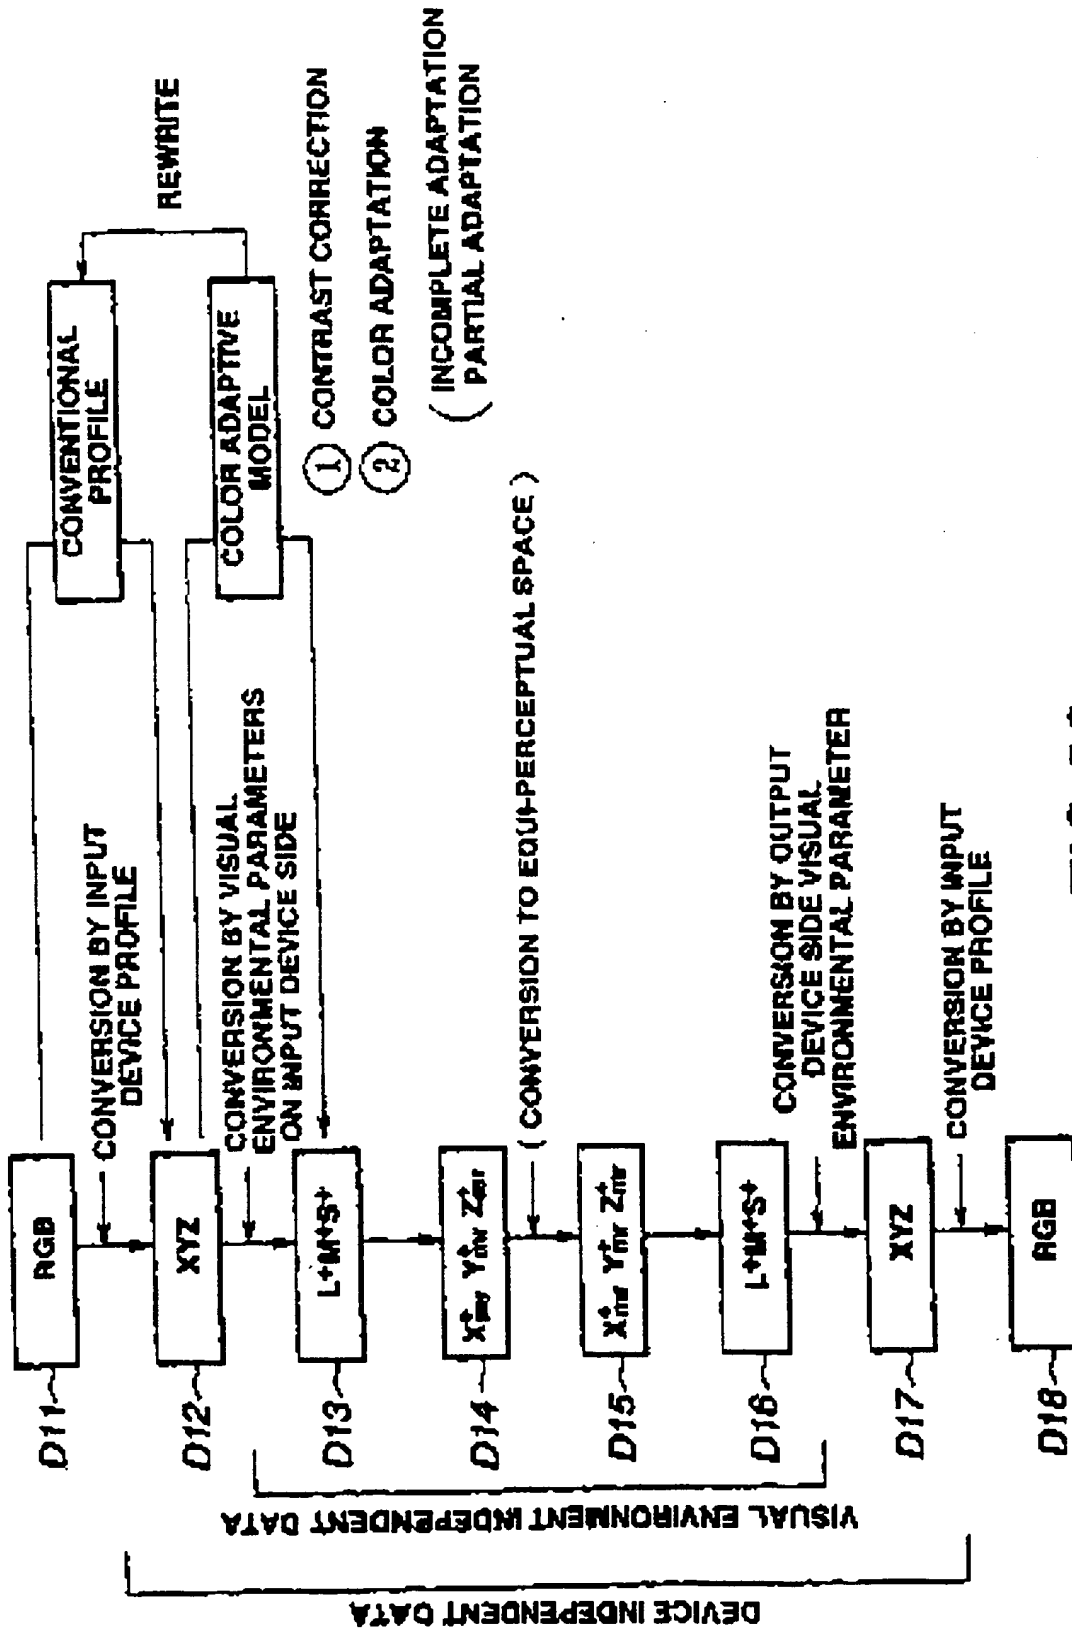 D11
RGB
CONVERSION BY INPUT
DEVICE PROFILE
CONVENTIONAL
PROFILE
REWRITE
D12
XYZ
CONVERSION BY VISUAL
ENVIRONMENTAL PARAMETERS
ON INPUT DEVICE SIDE
COLOR ADAPTIVE
MODEL
① CONTRAST CORRECTION
② COLOR ADAPTATION
( INCOMPLETE ADAPTATION
PARTIAL ADAPTATION
D13
L+M+S+
D14
(CONVERSION TO EQUI-PERCEPTUAL SPACE)
D15
D16
L+M+S+
CONVERSION BY OUTPUT
DEVICE SIDE VISUAL
ENVIRONMENTAL PARAMETER
D17
XYZ
CONVERSION BY INPUT
DEVICE PROFILE
D18
RGB
VISUAL ENVIRONMENT INDEPENDENT DATA
DEVICE INDEPENDENT DATA